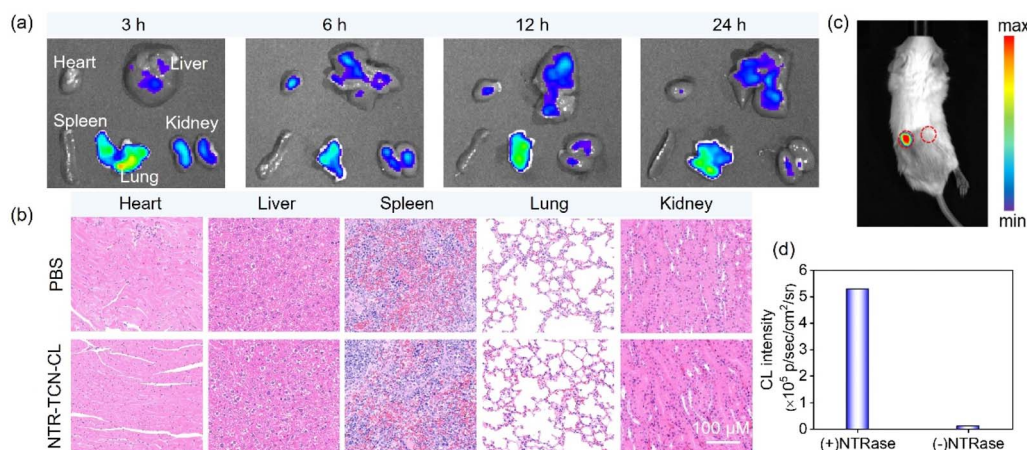 (a)
3 h
6 h
12 h
24 h
Heart
Liver
Spleen
Kidney
Lung
(b)
Heart
Liver
Spleen
Lung
Kidney
PBS
NTR-TCN-CL
100 μM
(c)
max
min
(d)
CL intensity
(×10⁵ p/sec/cm²/sr)
6
5
4
3
2
1
0
(+)NTRase
(-)NTRase